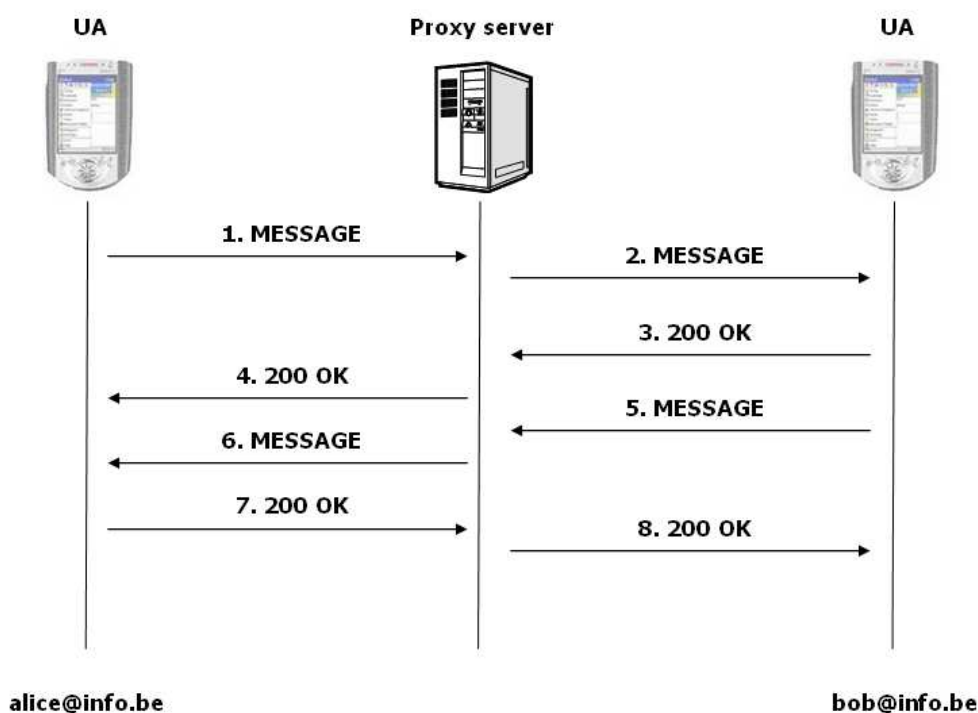 UA
Proxy server
UA
1. MESSAGE
2. MESSAGE
3. 200 OK
4. 200 OK
5. MESSAGE
6. MESSAGE
7. 200 OK
8. 200 OK
alice@info.be
bob@info.be